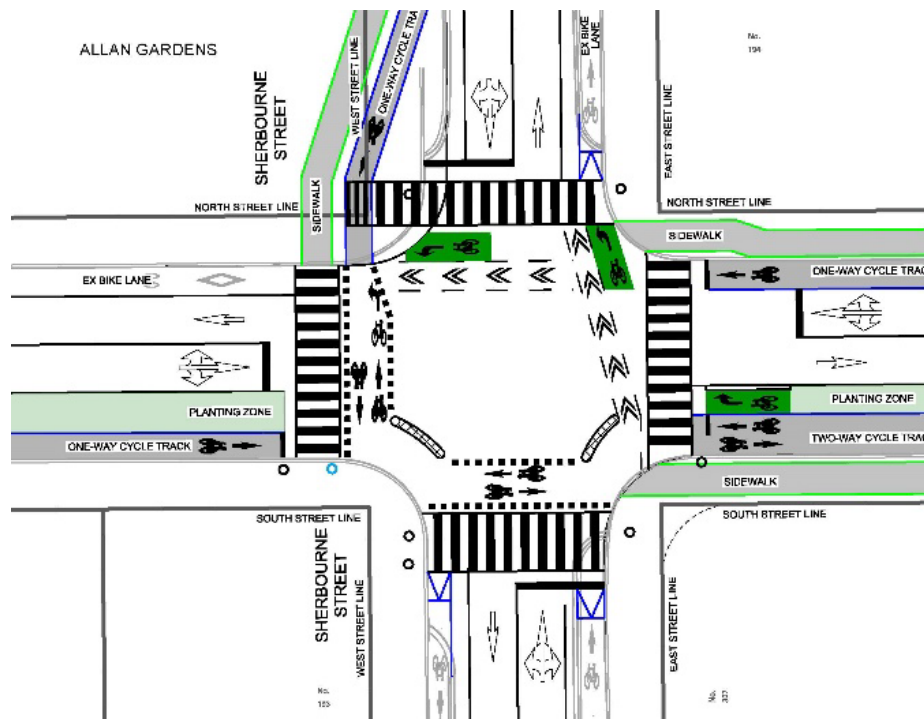 ALLAN GARDENS
SHERBOURNE
STREET
WEST STREET LINE
ONE-WAY CYCLE TRA
EX BIKE
LANE
EAST STREET LINE
No.
194
NORTH STREET LINE
SIDEWALK
NORTH STREET LINE
SIDEWALK
EX BIKE LANE
ONE-WAY CYCLE TRAC
PLANTING ZONE
PLANTING ZONE
ONE-WAY CYCLE TRACK
TWO-WAY CYCLE TRAC
SIDEWALK
SOUTH STREET LINE
SOUTH STREET LINE
SHERBOURNE
STREET
WEST STREET LINE
EAST STREET LINE
No.
No.